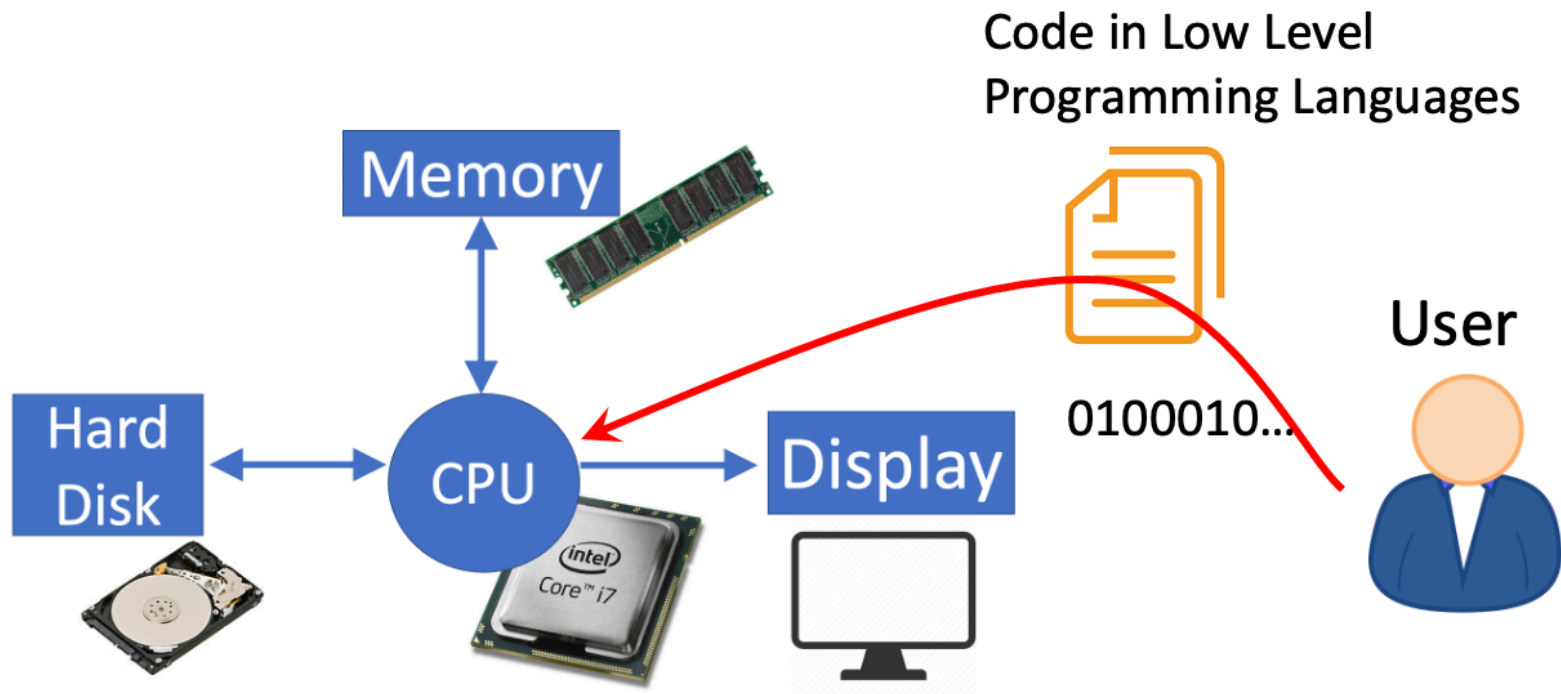 Code in Low Level
Programming Languages
Memory
User
Hard
Disk
CPU
Display
0100010...
intel
Core™ i7